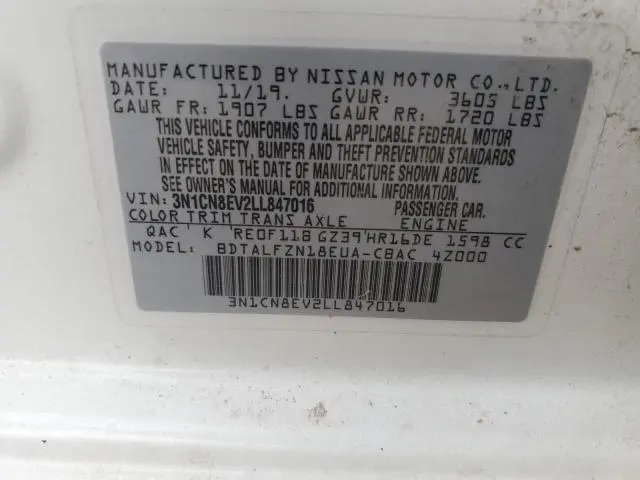 MANUFACTURED BY NISSAN MOTOR CO., LTD.
DATE: 11/19. GVWR: 3603 LBS
GAWR FR: 1907 LBS GAWR RR: 1720 LBS
THIS VEHICLE CONFORMS TO ALL APPLICABLE FEDERAL MOTOR
VEHICLE SAFETY, BUMPER AND THEFT PREVENTION STANDARDS
IN EFFECT ON THE DATE OF MANUFACTURE SHOWN ABOVE.
SEE OWNER'S MANUAL FOR ADDITIONAL INFORMATION.
VIN: 3N1CN8EV2LL847016 PASSENGER CAR.
COLOR TRIM TRANS AXLE ENGINE
QAC K RE0F11B GZ39 HR16DE 1598 CC
MODEL: BDTALFZN18EUA-CBAC 4Z000
3N1CN8EV2LL847016